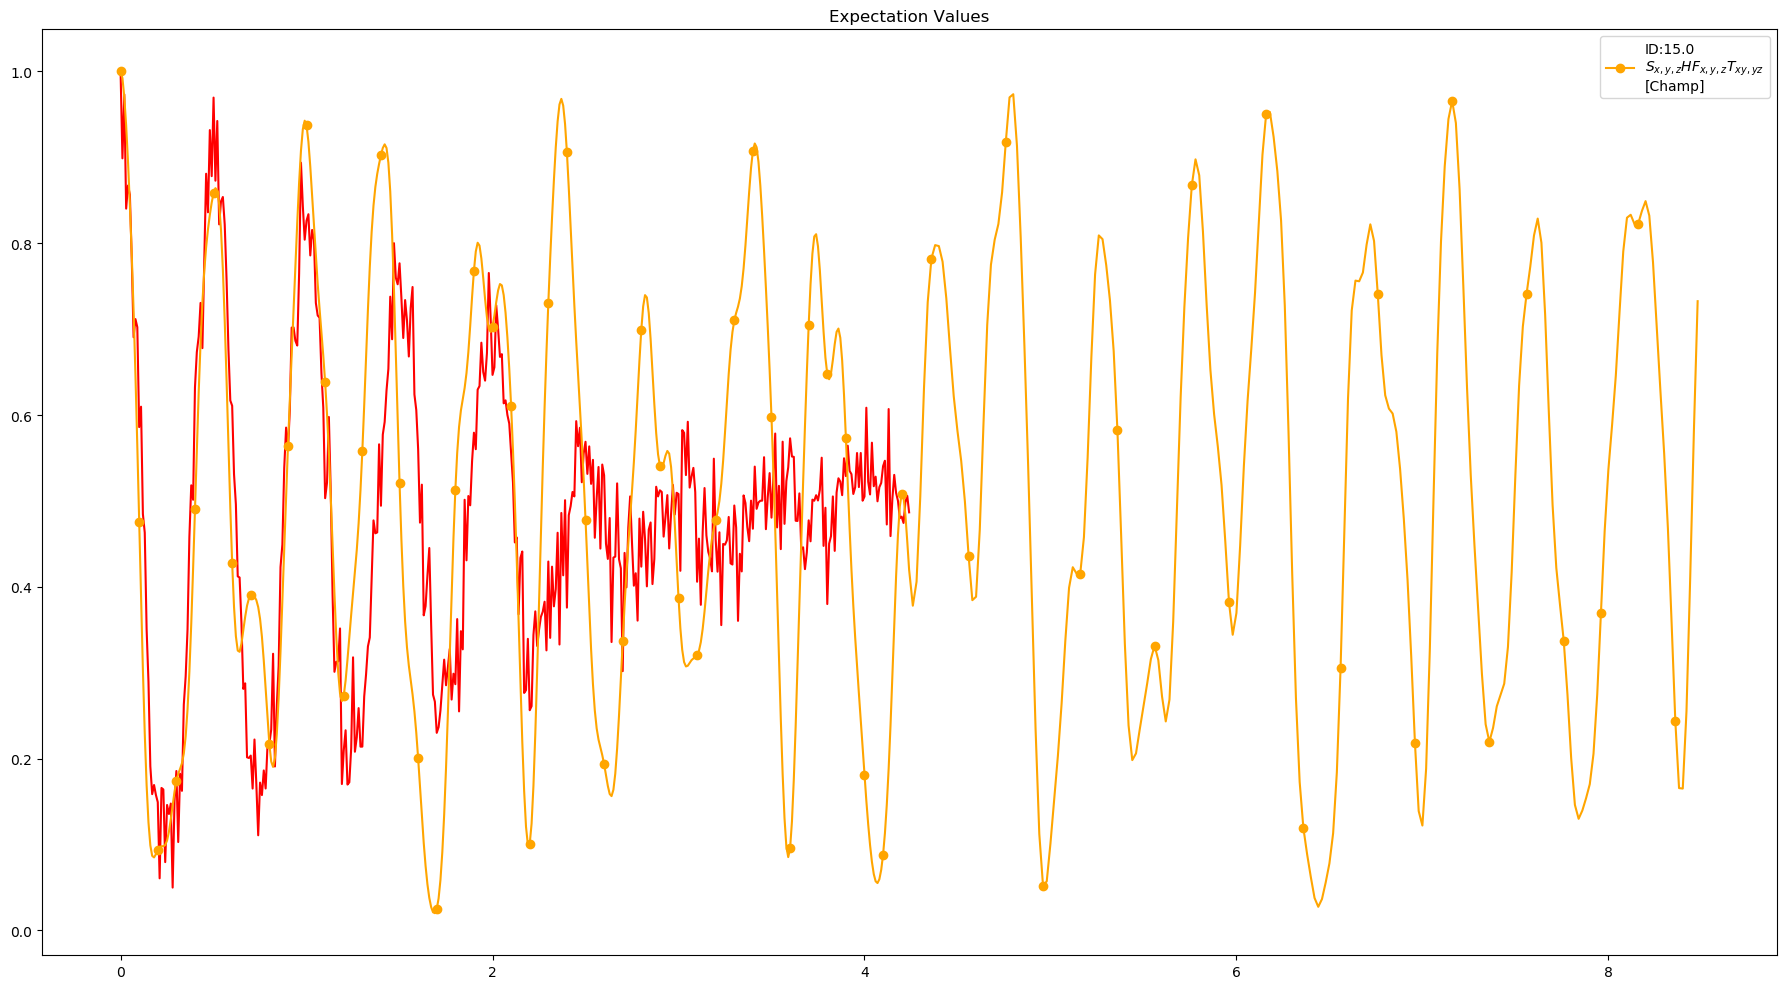 Expectation Values
ID:15.0
S_{x,y,z}HF_{x,y,z}T_{xy,yz}
[Champ]
1.0
0.8
0.6
0.4
0.2
0.0
0 2 4 6 8